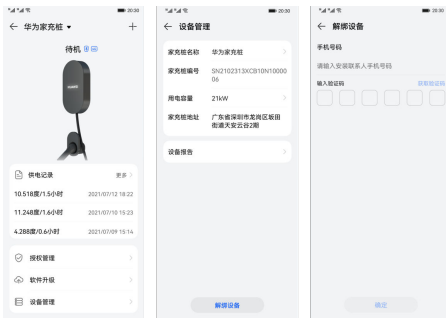 20:30
← 华为家充桩 ▾ +
待机
供电记录 更多 >
10.518度/1.5小时 2021/07/12 18:22
11.248度/1.6小时 2021/07/10 15:23
4.288度/0.6小时 2021/07/09 15:14
授权管理 >
软件升级 >
设备管理 >
20:30
← 设备管理
家充桩名称 华为家充桩 >
家充桩编号 SN2102313XCB10N10000
06
用电容量 21kW >
家充桩地址 广东省深圳市龙岗区坂田
街道天安云谷2期
设备报告 >
解绑设备
20:30
← 解绑设备
手机号码
请输入安装联系人手机号码
输入验证码 获取验证码
确定